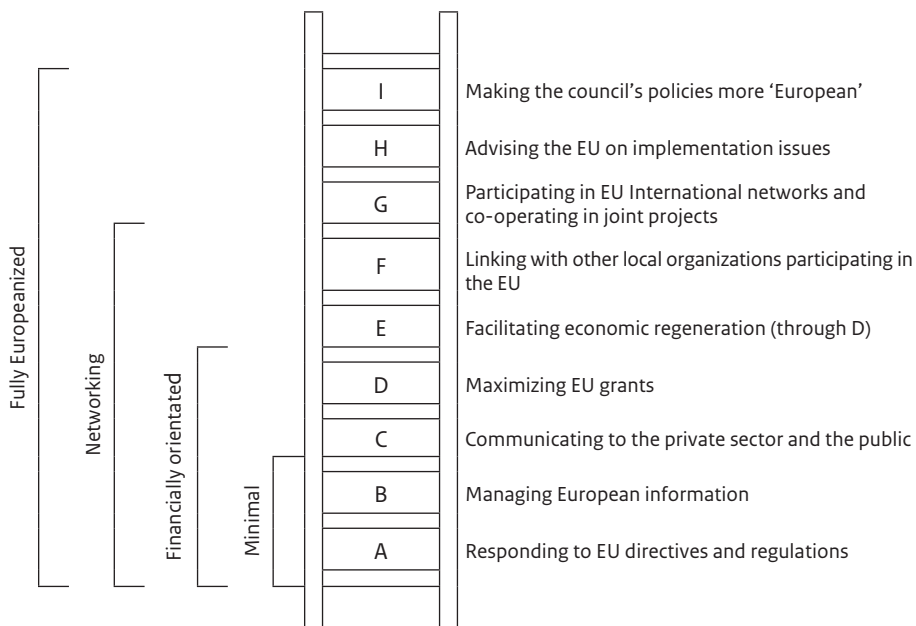 I
Making the council’s policies more ‘European’
H
Advising the EU on implementation issues
G
Participating in EU International networks and
co-operating in joint projects
F
Linking with other local organizations participating in
the EU
E
Facilitating economic regeneration (through D)
D
Maximizing EU grants
C
Communicating to the private sector and the public
B
Managing European information
A
Responding to EU directives and regulations
Fully Europeanized
Networking
Financially orientated
Minimal